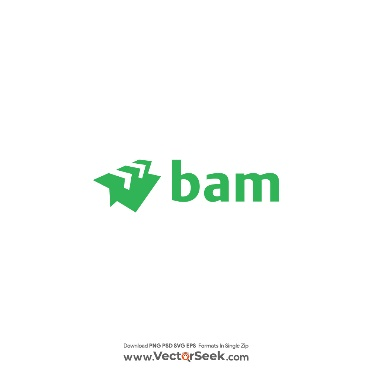 bam
Download PNG PSD SVG EPS Formats In Single Zip
www.VectorSeek.com